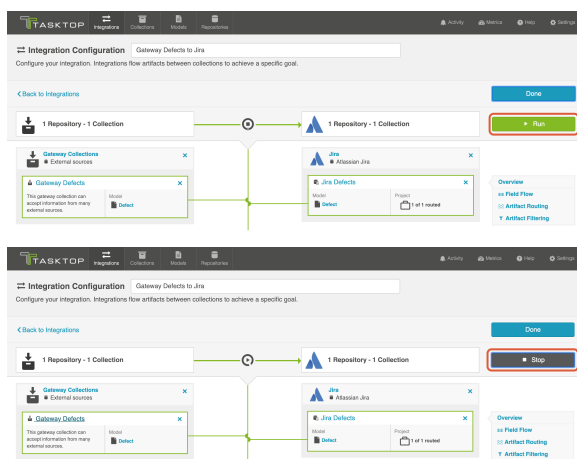 TASKTOP
Integrations
Collections
Models
Repositories
Activity
Metrics
Help
Settings
Integration Configuration
Gateway Defects to Jira
Configure your integration. Integrations flow artifacts between collections to achieve a specific goal.
Back to Integrations
Done
1 Repository - 1 Collection
1 Repository - 1 Collection
Run
Gateway Collections
External sources
Gateway Defects
This gateway collection can
accept information from many
external sources.
Model
Defect
Jira
Atlassian Jira
Jira Defects
Model
Defect
Project
1 of 1 routed
Overview
Field Flow
Artifact Routing
Artifact Filtering
TASKTOP
Integrations
Collections
Models
Repositories
Activity
Metrics
Help
Settings
Integration Configuration
Gateway Defects to Jira
Configure your integration. Integrations flow artifacts between collections to achieve a specific goal.
Back to Integrations
Done
1 Repository - 1 Collection
1 Repository - 1 Collection
Stop
Gateway Collections
External sources
Gateway Defects
This gateway collection can
accept information from many
external sources.
Model
Defect
Jira
Atlassian Jira
Jira Defects
Model
Defect
Project
1 of 1 routed
Overview
Field Flow
Artifact Routing
Artifact Filtering